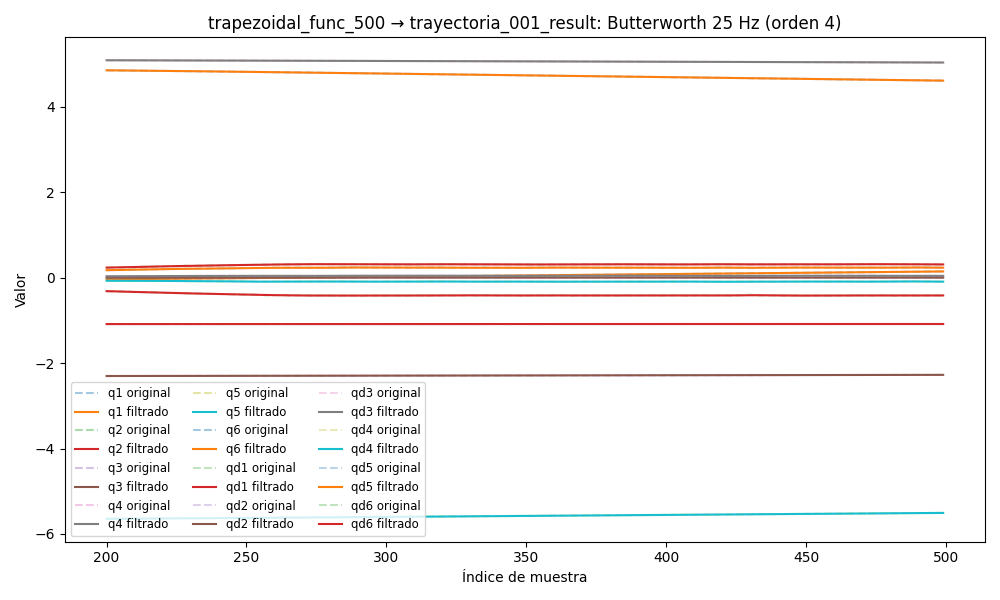 trapezoidal_func_500 → trayectoria_001_result: Butterworth 25 Hz (orden 4)
Valor
4
2
0
−2
−4
−6
q1 original
q1 filtrado
q2 original
q2 filtrado
q3 original
q3 filtrado
q4 original
q4 filtrado
q5 original
q5 filtrado
q6 original
q6 filtrado
qd1 original
qd1 filtrado
qd2 original
qd2 filtrado
qd3 original
qd3 filtrado
qd4 original
qd4 filtrado
qd5 original
qd5 filtrado
qd6 original
qd6 filtrado
200 250 300 350 400 450 500
Índice de muestra